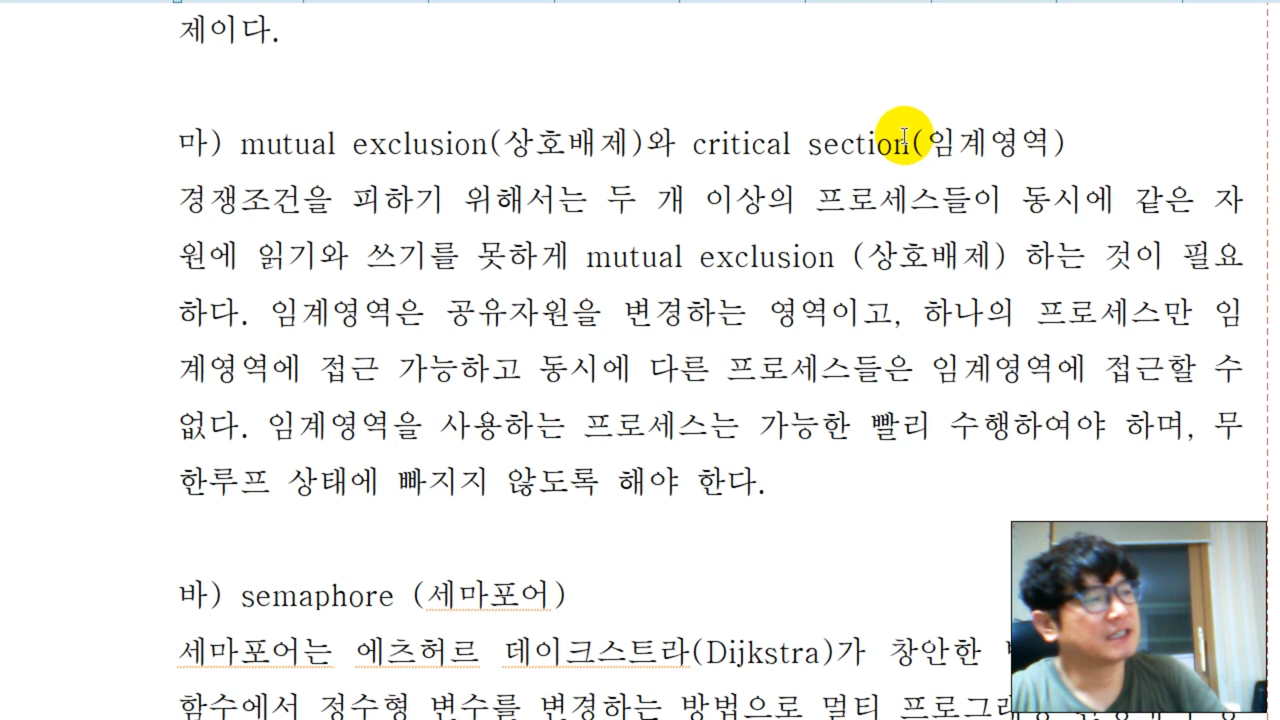 제이다.
마) mutual exclusion(상호배제)와 critical section(임계영역)
경쟁조건을 피하기 위해서는 두 개 이상의 프로세스들이 동시에 같은 자
원에 읽기와 쓰기를 못하게 mutual exclusion (상호배제) 하는 것이 필요
하다. 임계영역은 공유자원을 변경하는 영역이고, 하나의 프로세스만 임
계영역에 접근 가능하고 동시에 다른 프로세스들은 임계영역에 접근할 수
없다. 임계영역을 사용하는 프로세스는 가능한 빨리 수행하여야 하며, 무
한루프 상태에 빠지지 않도록 해야 한다.
바) semaphore (세마포어)
세마포어는 에츠허르 데이크스트라(Dijkstra)가 창안한
함수에서 정수형 변수를 변경하는 방법으로 멀티